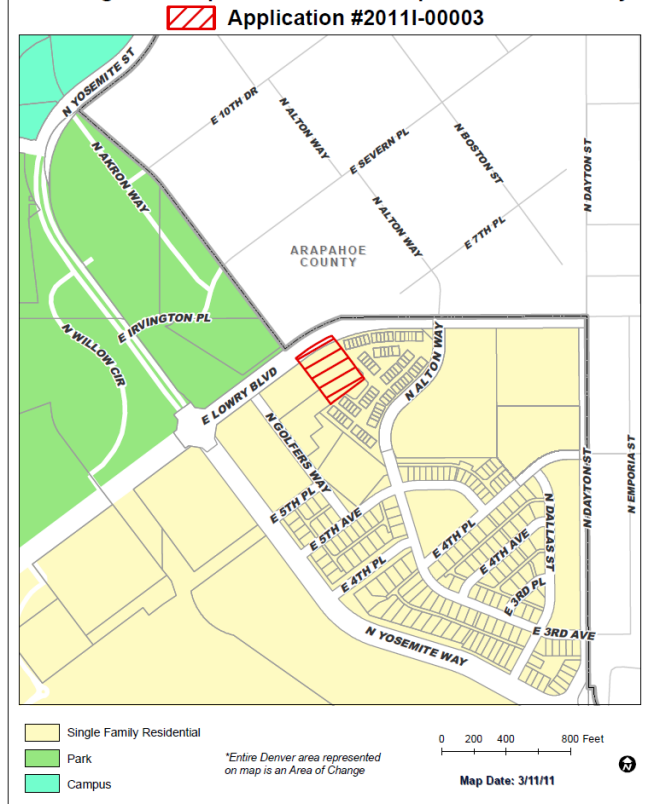 Application #2011I-00003
N YOSEMITE ST
E 10TH DR
N ALTON WAY
N BOSTON ST
N DAYTON ST
N AKRON WAY
E SEVERN PL
N ALTON WAY
E 7TH PL
ARAPAHOE
COUNTY
E IRVINGTON PL
N WILLOW CIR
E LOWRY BLVD
N ALTON WAY
N GOLFERS WAY
N DAYTON ST
N EMPORIA ST
E 5TH PL
E 5TH AVE
E 4TH PL
N DALLAS ST
E 4TH AVE
E 4TH PL
E 3RD PL
E 3RD AVE
N YOSEMITE WAY
Single Family Residential
Park
Campus
*Entire Denver area represented
on map is an Area of Change
0 200 400 800 Feet
Map Date: 3/11/11
N